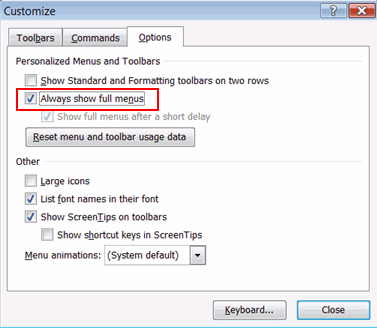 Customize
Toolbars Commands Options
Personalized Menus and Toolbars
Show Standard and Formatting toolbars on two rows
Always show full menus
Show full menus after a short delay
Reset menu and toolbar usage data
Other
Large icons
List font names in their font
Show ScreenTips on toolbars
Show shortcut keys in ScreenTips
Menu animations: (System default)
Keyboard... Close